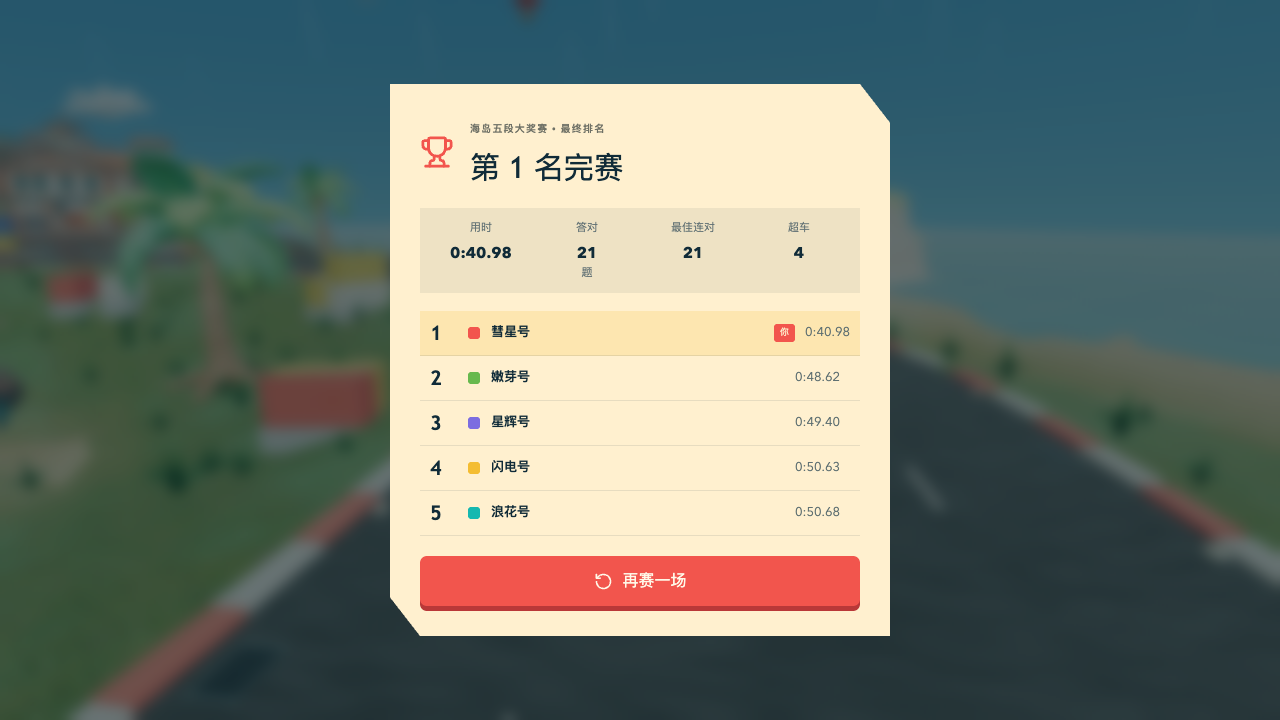 海岛五段大奖赛 • 最终排名
第 1 名完赛
用时 答对 最佳连对 超车
0:40.98 21 21 4
题
1 彗星号 你 0:40.98
2 嫩芽号 0:48.62
3 星辉号 0:49.40
4 闪电号 0:50.63
5 浪花号 0:50.68
再赛一场